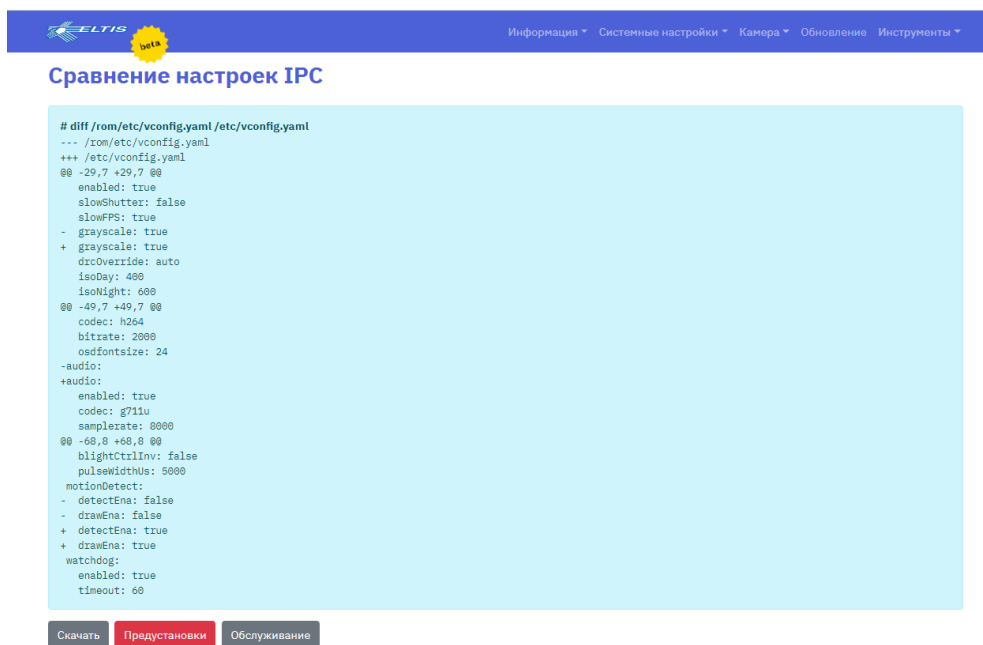 ELTIS
beta
Информация Системные настройки Камера Обновление Инструменты
Сравнение настроек IPC
# diff /rom/etc/vconfig.yaml /etc/vconfig.yaml
--- /rom/etc/vconfig.yaml
+++ /etc/vconfig.yaml
@@ -29,7 +29,7 @@
   enabled: true
   slowShutter: false
   slowFPS: true
-  grayscale: true
+  grayscale: true
   drcOverride: auto
   isoDay: 400
   isoNight: 600
@@ -49,7 +49,7 @@
   codec: h264
   bitrate: 2000
   osdfontsize: 24
-audio:
+audio:
   enabled: true
   codec: g711u
   samplerate: 8000
@@ -68,8 +68,8 @@
   blightCtrlInv: false
   pulseWidthUs: 5000
 motionDetect:
-  detectEna: false
-  drawEna: false
+  detectEna: true
+  drawEna: true
 watchdog:
   enabled: true
   timeout: 60
Скачать Предустановки Обслуживание